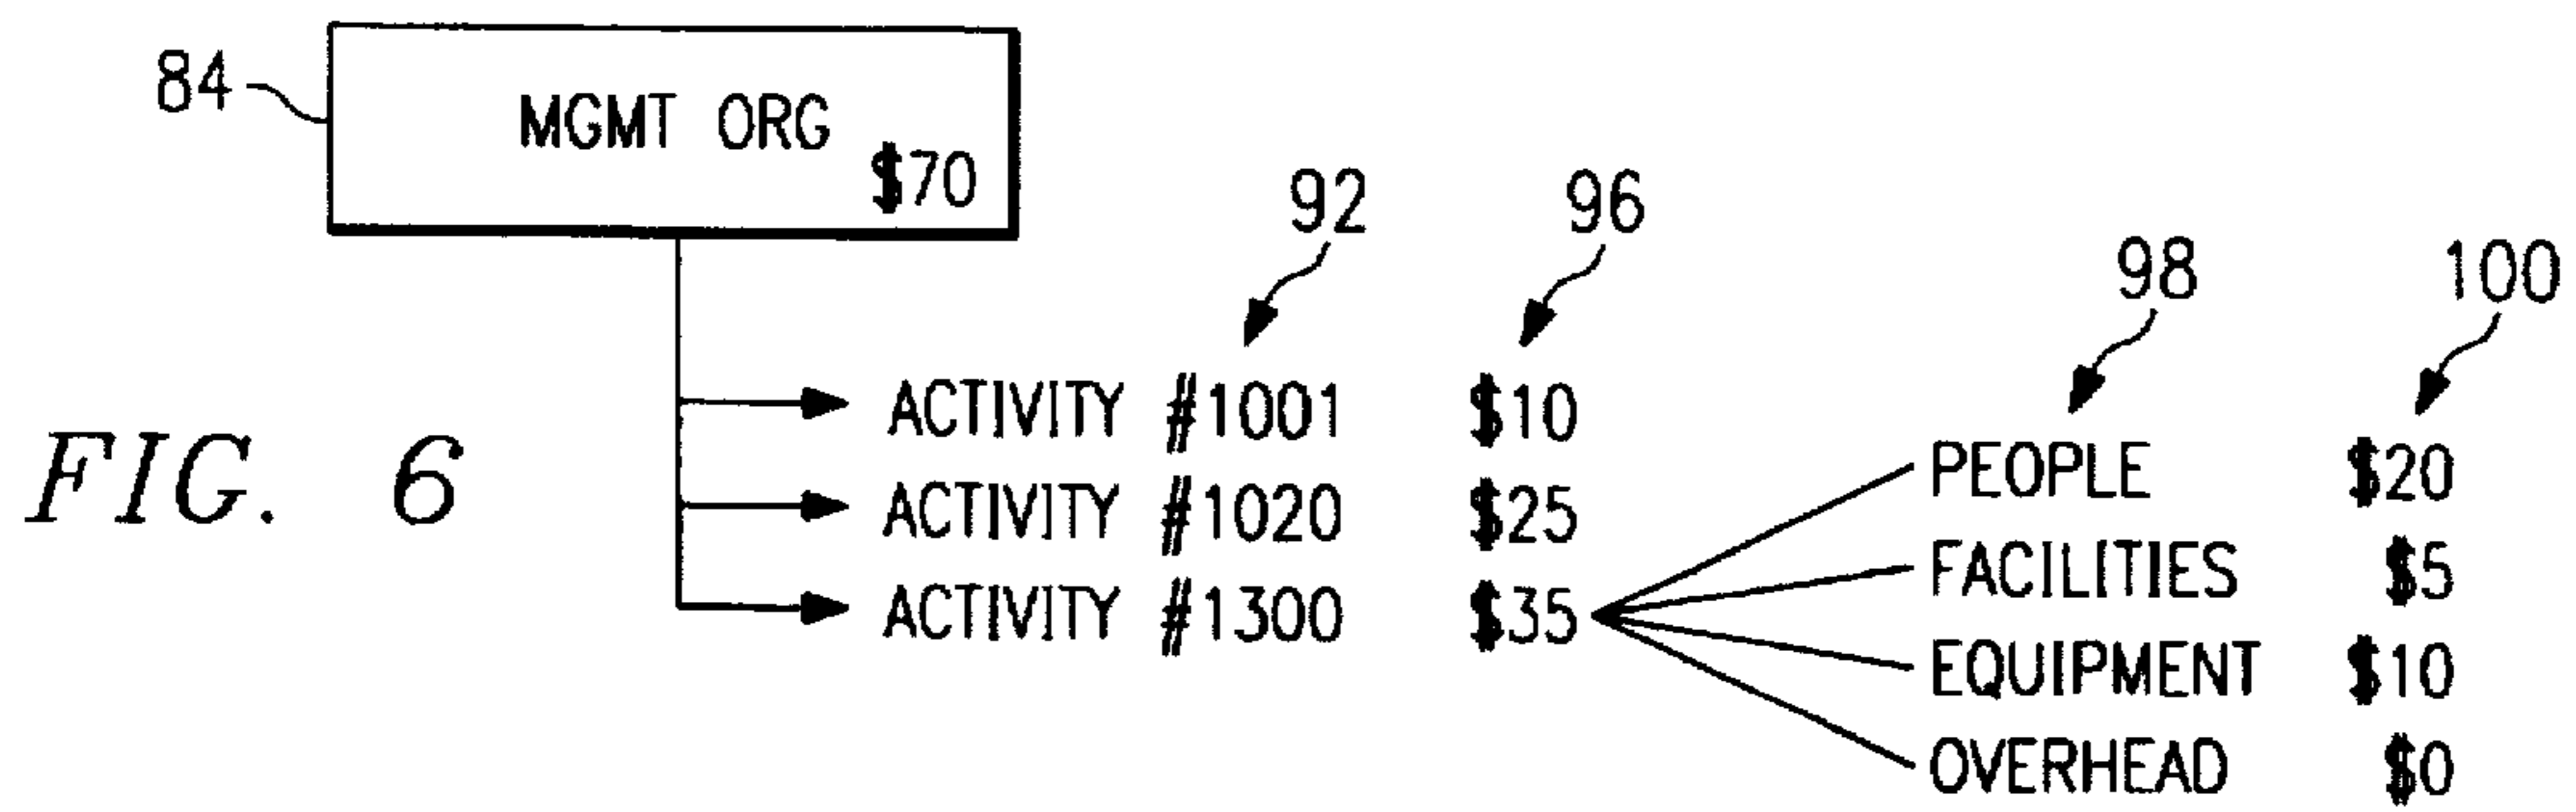 84
MGMT ORG
$70
92
96
98
100
ACTIVITY #1001 $10
ACTIVITY #1020 $25
ACTIVITY #1300 $35
PEOPLE $20
FACILITIES $5
EQUIPMENT $10
OVERHEAD $0
FIG. 6